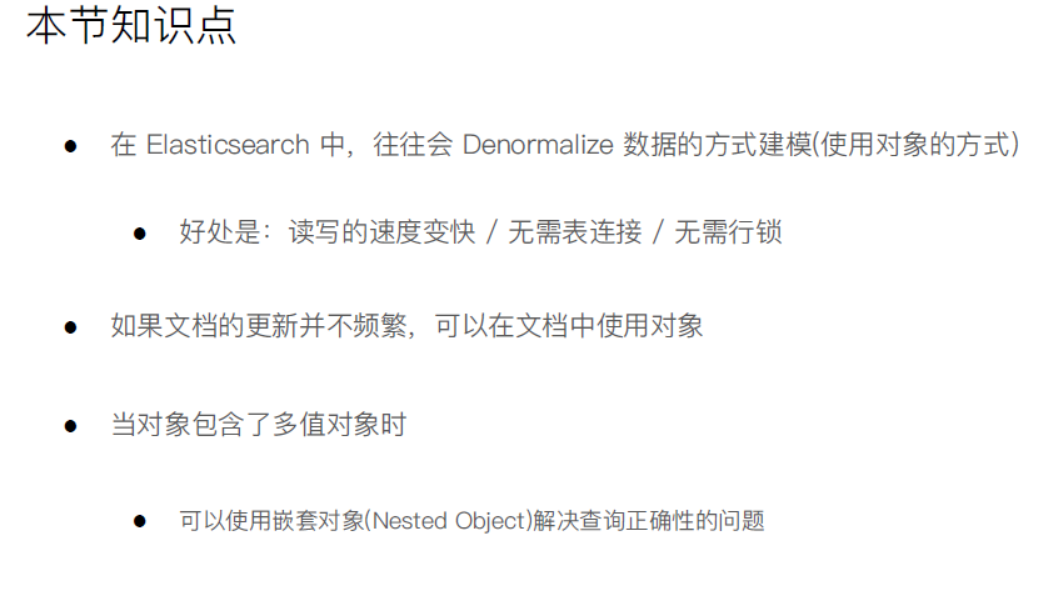 本节知识点
在 Elasticsearch 中，往往会 Denormalize 数据的方式建模(使用对象的方式)
好处是：读写的速度变快 / 无需表连接 / 无需行锁
如果文档的更新并不频繁，可以在文档中使用对象
当对象包含了多值对象时
可以使用嵌套对象(Nested Object)解决查询正确性的问题